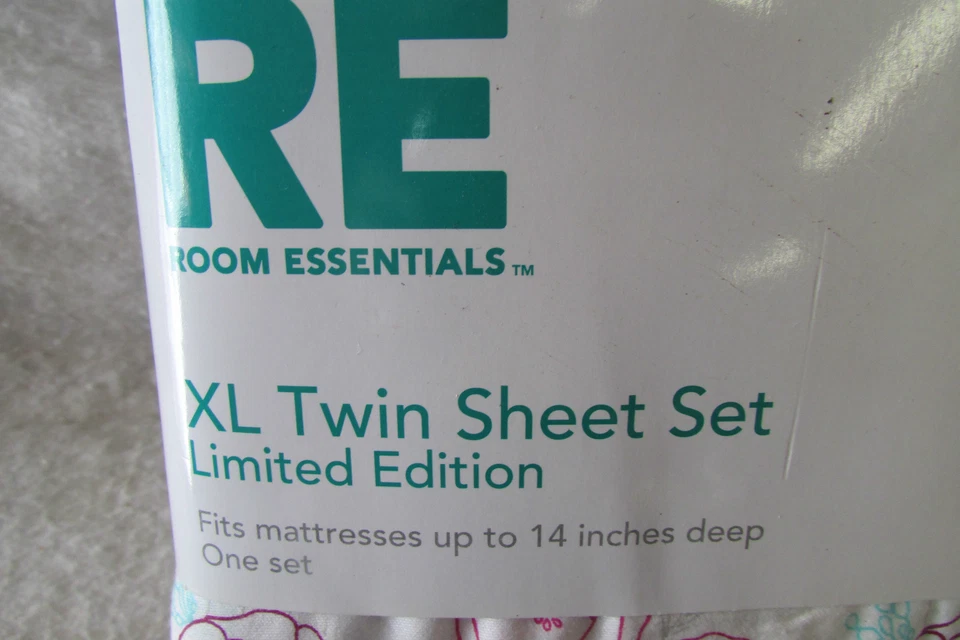 RE
ROOM ESSENTIALS™
XL Twin Sheet Set
Limited Edition
Fits mattresses up to 14 inches deep
One set